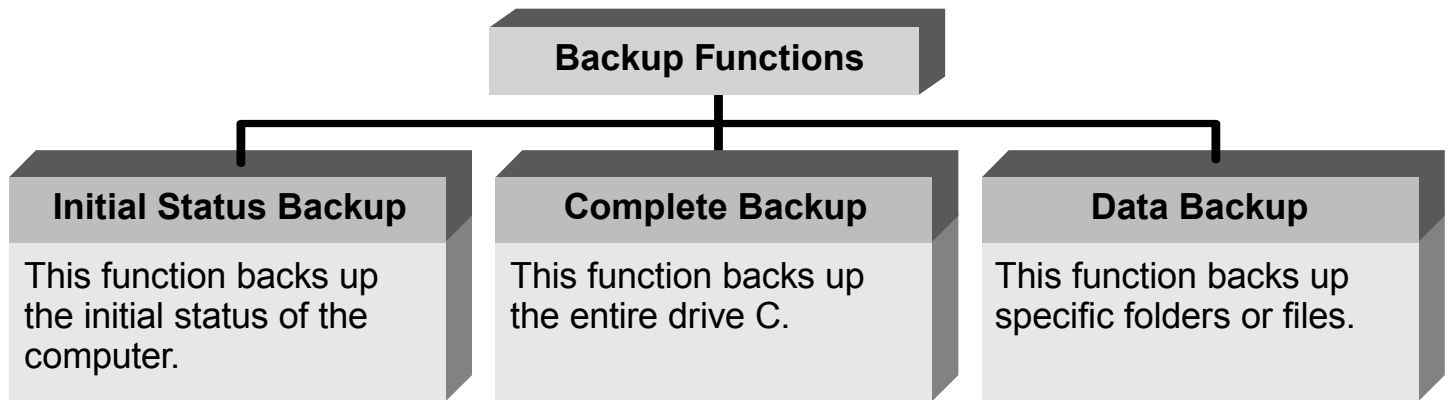 Backup Functions
Initial Status Backup
This function backs up
the initial status of the
computer.
Complete Backup
This function backs up
the entire drive C.
Data Backup
This function backs up
specific folders or files.